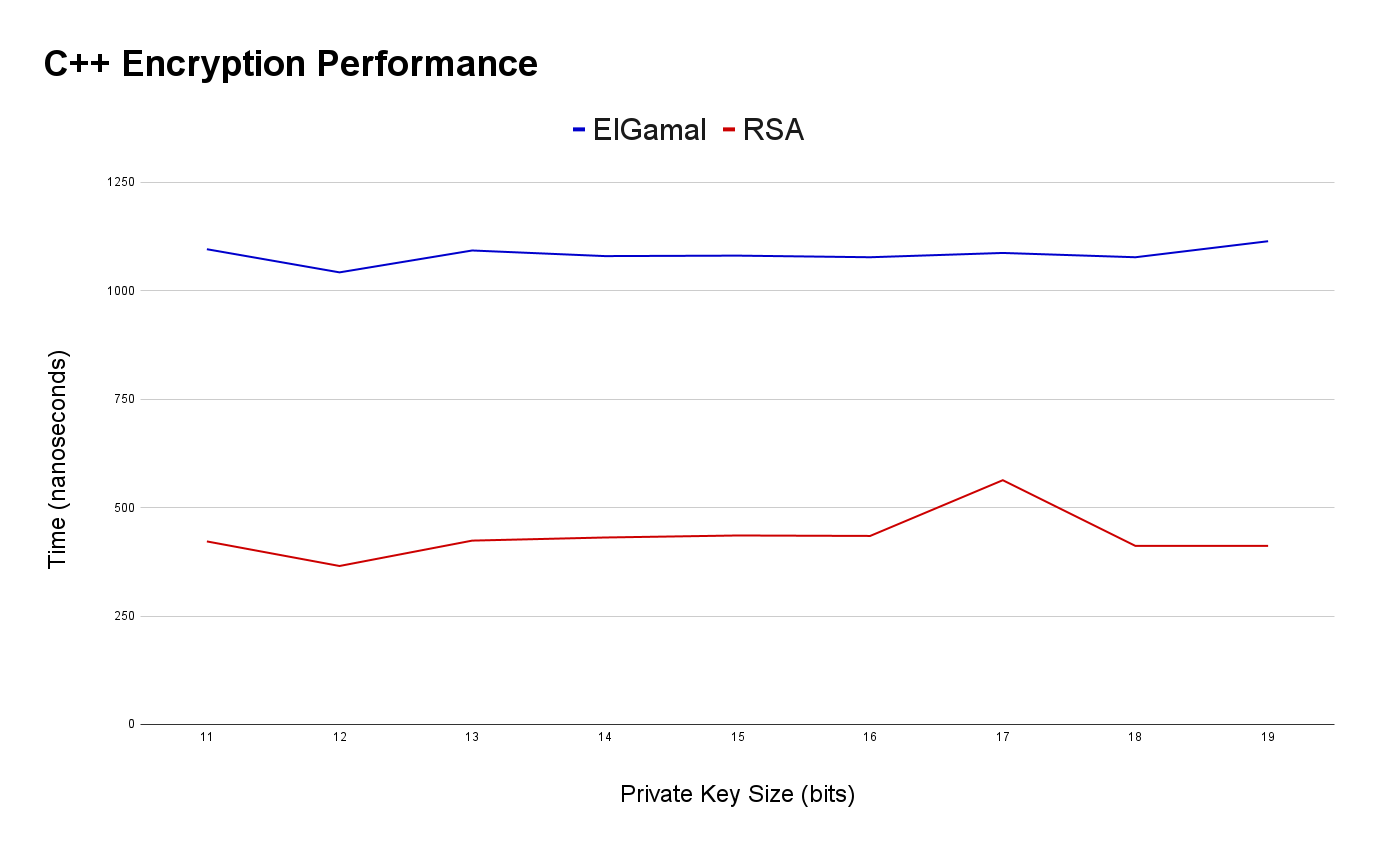 C++ Encryption Performance
ElGamal RSA
1250
1000
750
500
250
0
Time (nanoseconds)
11 12 13 14 15 16 17 18 19
Private Key Size (bits)